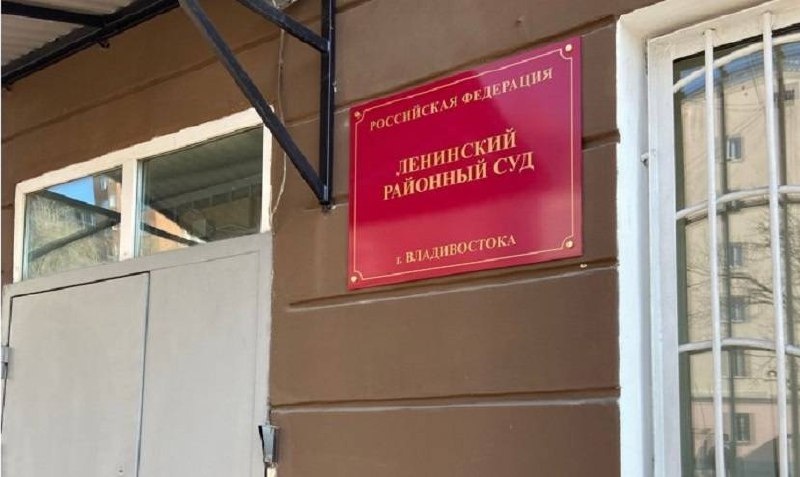 РОССИЙСКАЯ ФЕДЕРАЦИЯ
ЛЕНИНСКИЙ
РАЙОННЫЙ СУД
г. ВЛАДИВОСТОКА